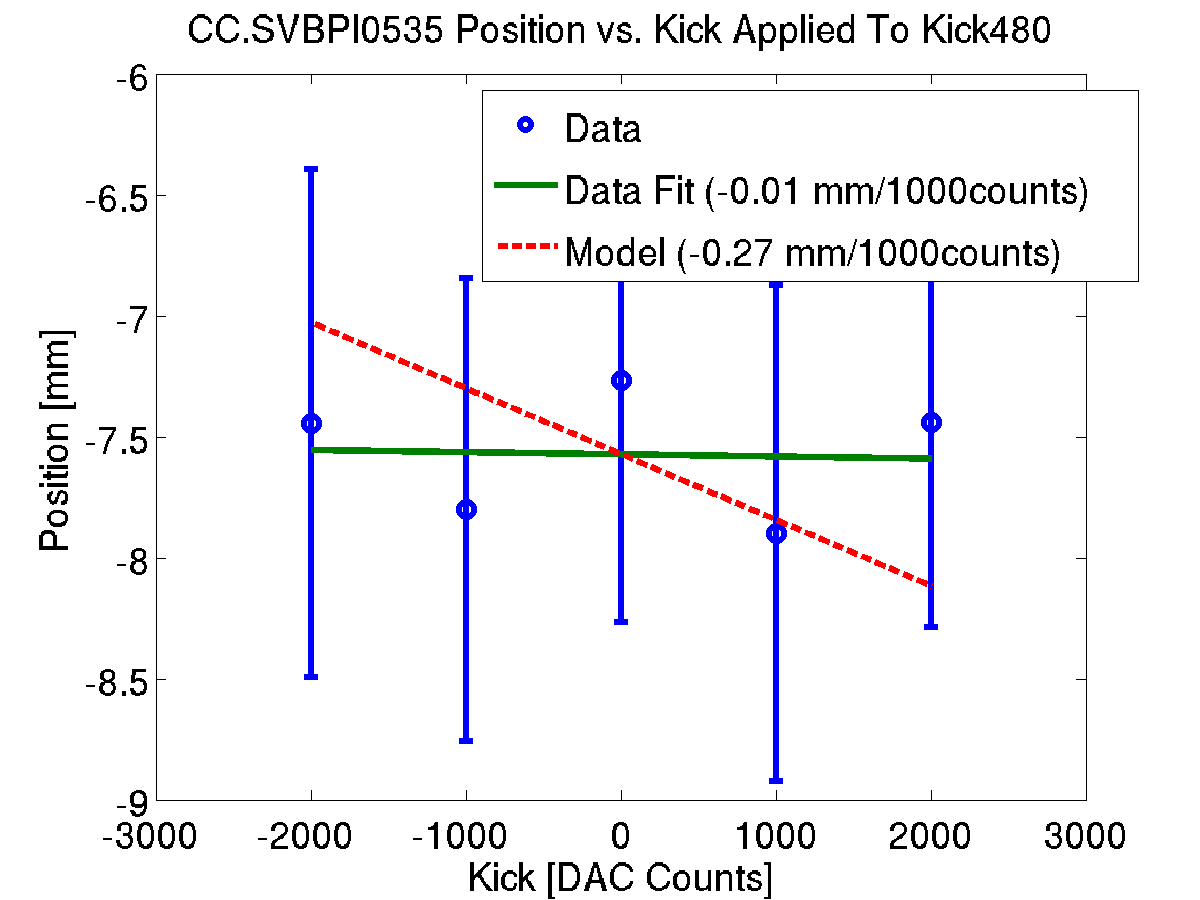 CC.SVBPI0535 Position vs. Kick Applied To Kick480
-6
-6.5
-7
-7.5
-8
-8.5
-9
Position [mm]
Data
Data Fit (-0.01 mm/1000counts)
Model (-0.27 mm/1000counts)
-3000 -2000 -1000 0 1000 2000 3000
Kick [DAC Counts]